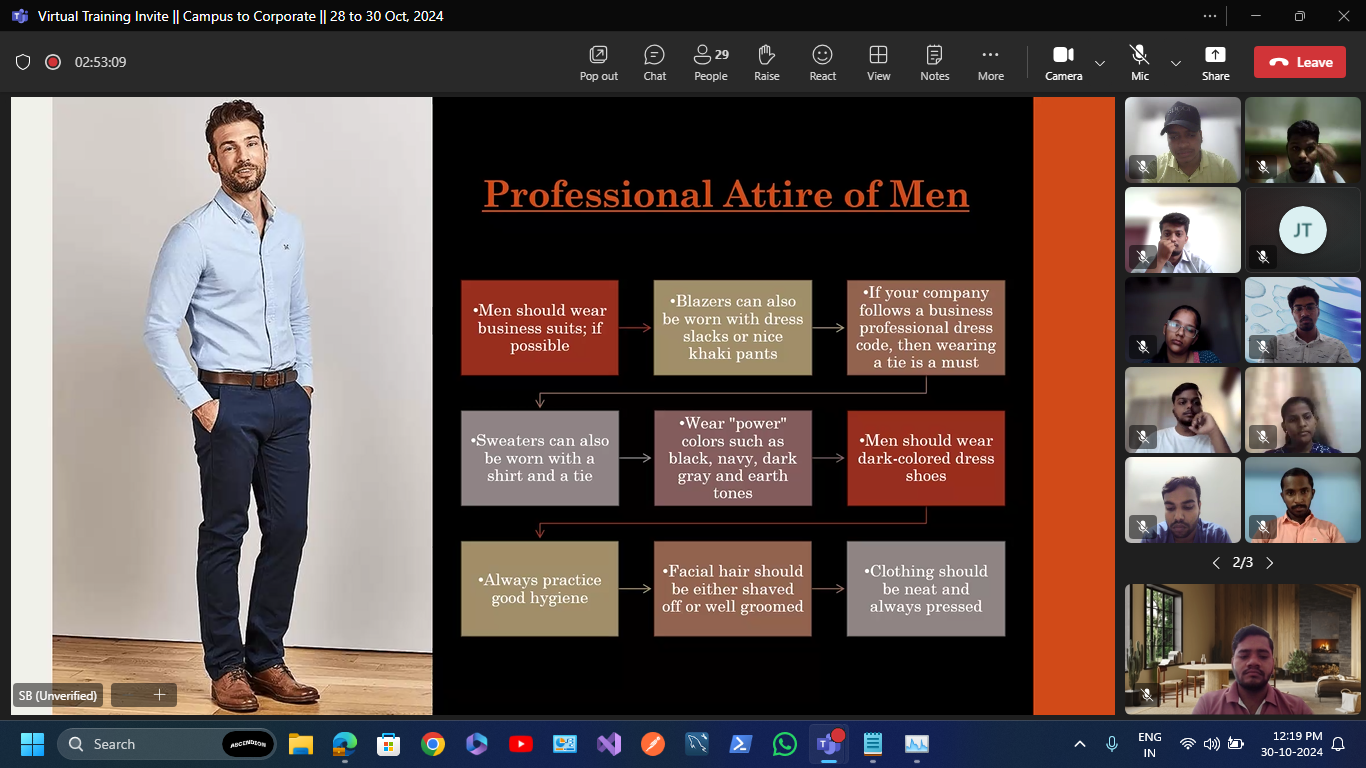 Virtual Training Invite || Campus to Corporate || 28 to 30 Oct, 2024
02:53:09
Pop out
Chat
29
People
Raise
React
View
Notes
More
Camera
Mic
Share
Leave
Professional Attire of Men
•Men should wear
business suits; if
possible
•Blazers can also
be worn with dress
slacks or nice
khaki pants
•If your company
follows a business
professional dress
code, then wearing
a tie is a must
•Sweaters can also
be worn with a
shirt and a tie
•Wear "power"
colors such as
black, navy, dark
gray and earth
tones
•Men should wear
dark-colored dress
shoes
•Always practice
good hygiene
•Facial hair should
be either shaved
off or well groomed
•Clothing should
be neat and
always pressed
SB (Unverified)
JT
2/3
Search
ASCENDION
ENG
IN
12:19 PM
30-10-2024